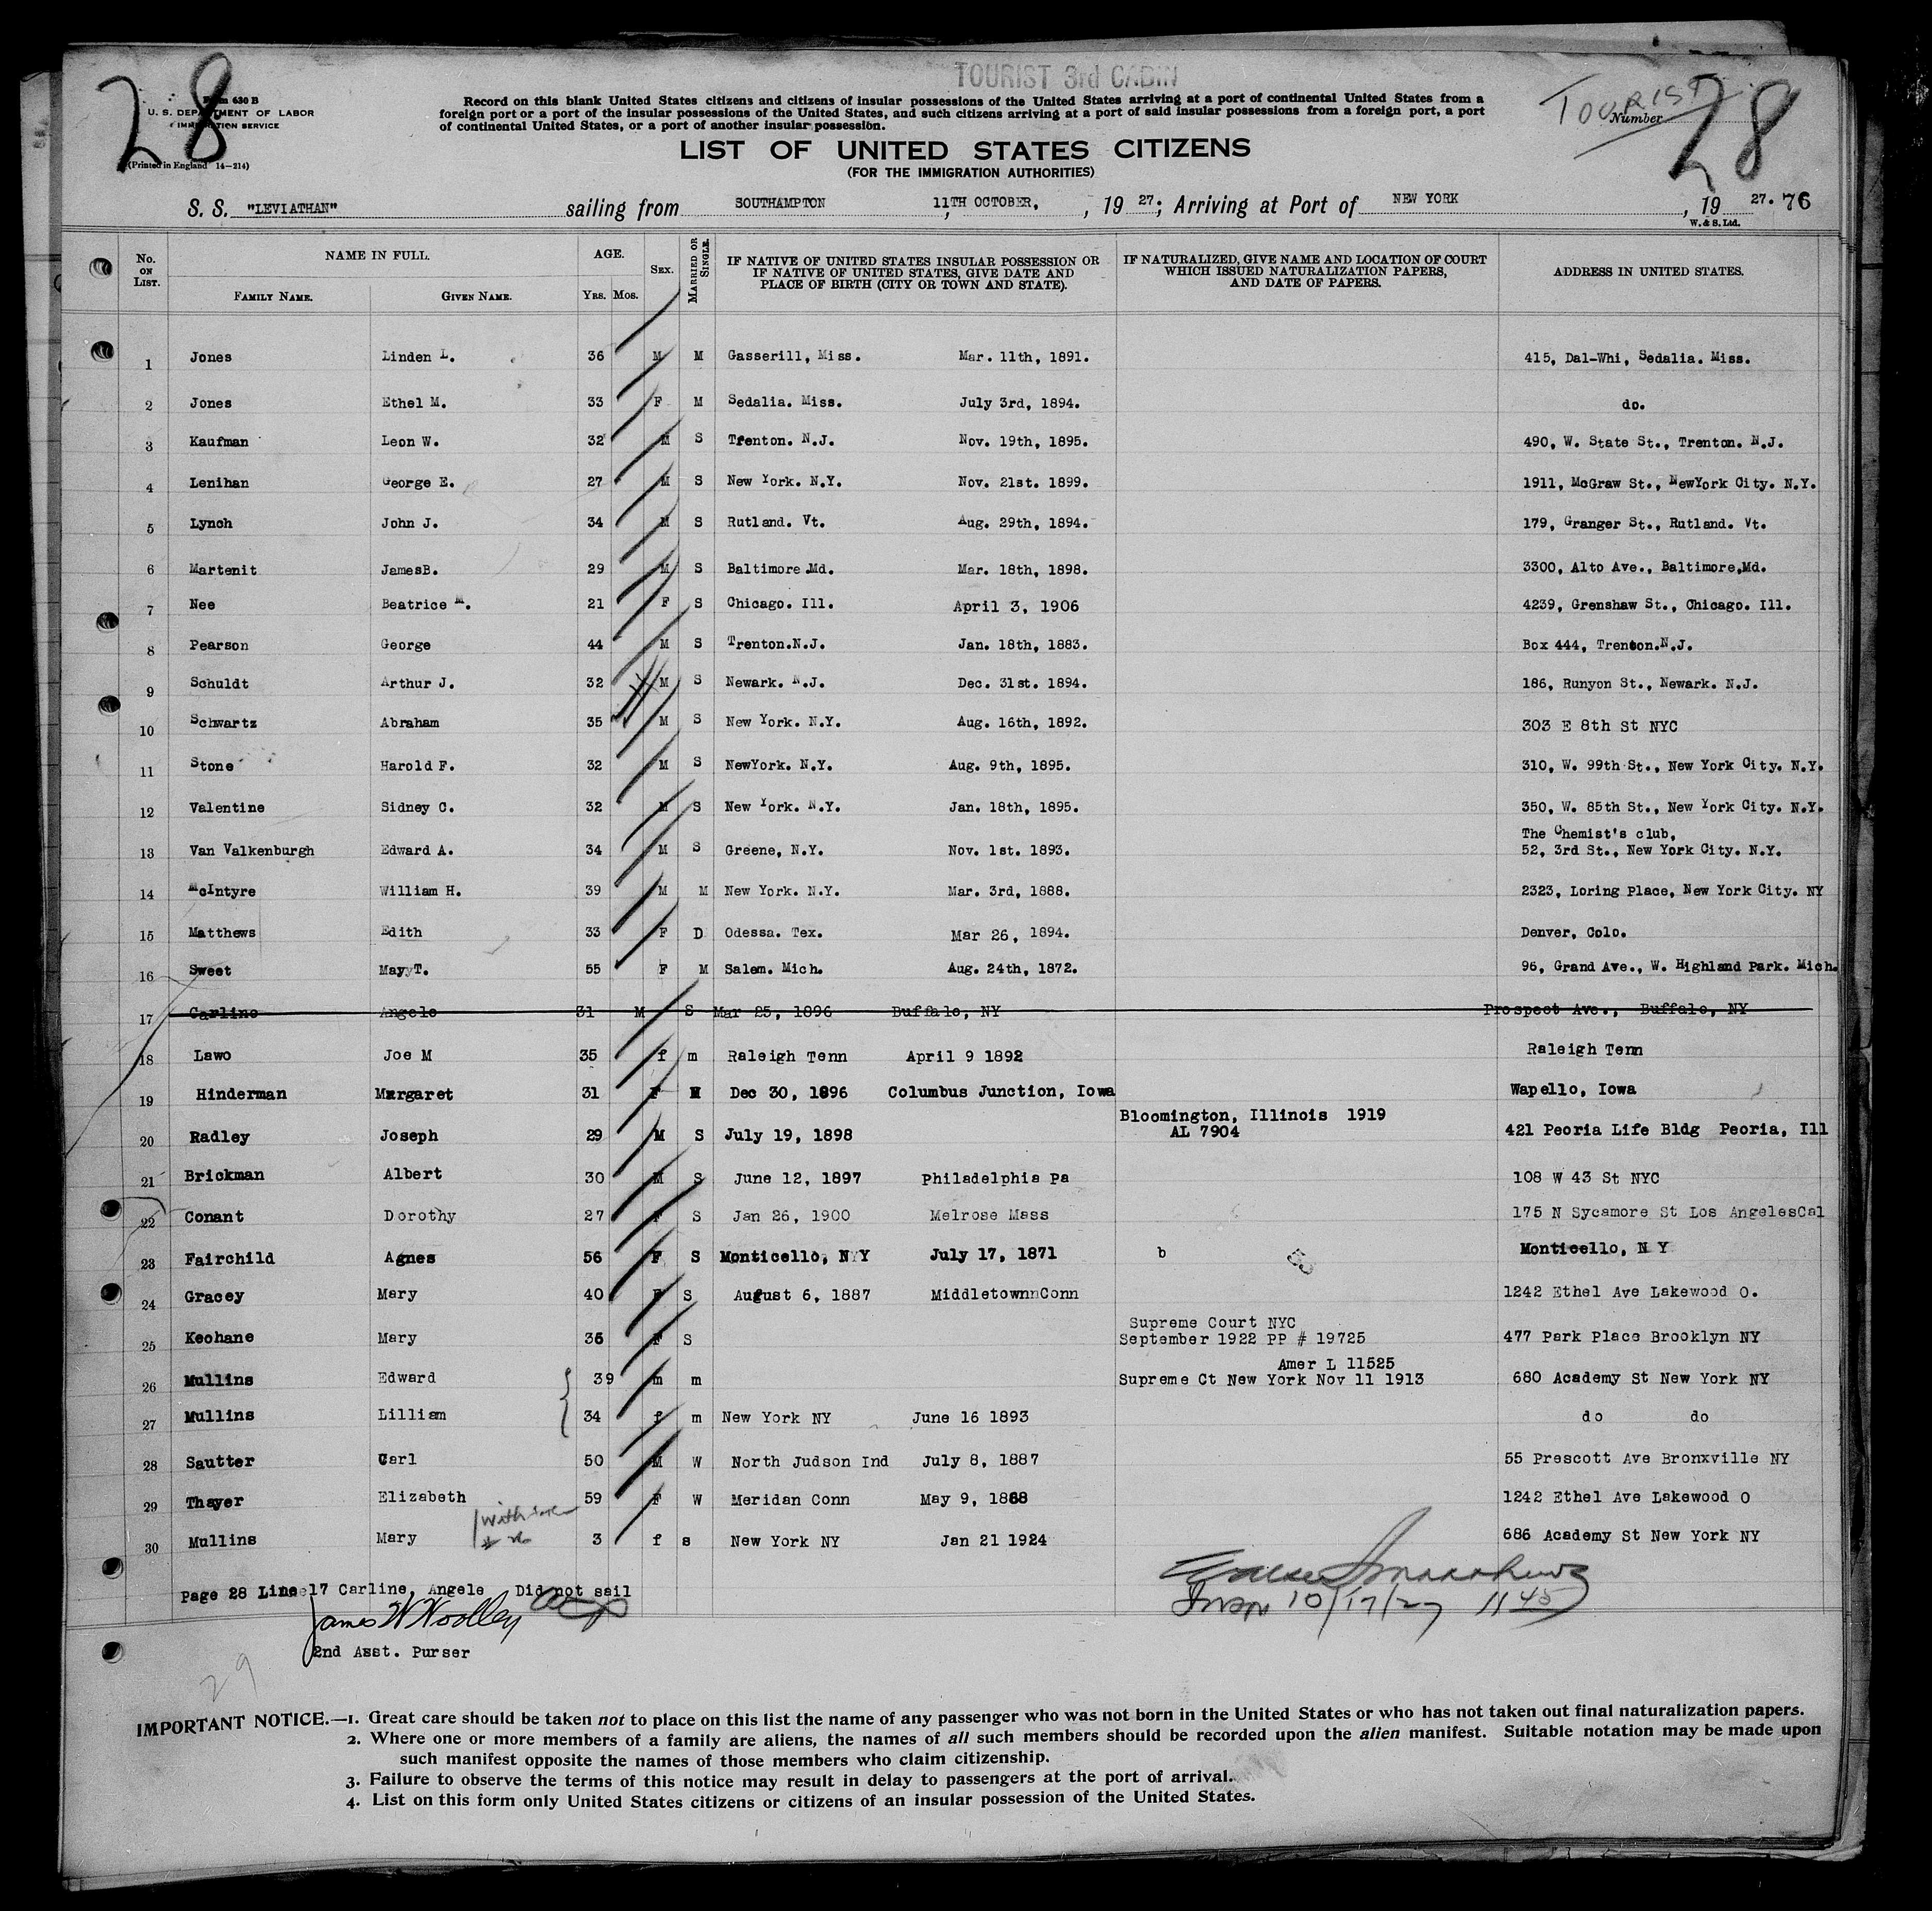 TOURIST 3rd CABIN
28
Form 630 B
U. S. DEPARTMENT OF LABOR
IMMIGRATION SERVICE
(Printed in England 14—214)
Record on this blank United States citizens and citizens of insular possessions of the United States arriving at a port of continental United States from a
foreign port or a port of the insular possessions of the United States, and such citizens arriving at a port of said insular possessions from a foreign port, a port
of continental United States, or a port of another insular possession.
TOURIST
Number
28
LIST OF UNITED STATES CITIZENS
(FOR THE IMMIGRATION AUTHORITIES)
S. S. "LEVIATHAN" sailing from SOUTHAMPTON 11TH OCTOBER, , 19 27; Arriving at Port of NEW YORK , 19 27. 76
W. & S. Ltd.
No. ON LIST. NAME IN FULL. FAMILY NAME. GIVEN NAME. AGE. YRS. MOS. SEX. MARRIED OR SINGLE. IF NATIVE OF UNITED STATES INSULAR POSSESSION OR IF NATIVE OF UNITED STATES, GIVE DATE AND PLACE OF BIRTH (CITY OR TOWN AND STATE). IF NATURALIZED, GIVE NAME AND LOCATION OF COURT WHICH ISSUED NATURALIZATION PAPERS, AND DATE OF PAPERS. ADDRESS IN UNITED STATES.
1 Jones Linden L. 36 M M Gasserill, Miss. Mar. 11th, 1891. 415, Dal-Whi, Sedalia. Miss.
2 Jones Ethel M. 33 F M Sedalia. Miss. July 3rd, 1894. do.
3 Kaufman Leon W. 32 M S Trenton. N.J. Nov. 19th, 1895. 490, W. State St., Trenton. N.J.
4 Lenihan George E. 27 M S New York. N.Y. Nov. 21st. 1899. 1911, McGraw St., NewYork City. N.Y.
5 Lynch John J. 34 M S Rutland. Vt. Aug. 29th, 1894. 179, Granger St., Rutland. Vt.
6 Martenit JamesB. 29 M S Baltimore.Md. Mar. 18th, 1898. 3300, Alto Ave., Baltimore,Md.
7 Nee Beatrice M. 21 F S Chicago. Ill. April 3, 1906 4239, Grenshaw St., Chicago. Ill.
8 Pearson George 44 M S Trenton.N.J. Jan. 18th, 1883. Box 444, Trenton.N.J.
9 Schuldt Arthur J. 32 M S Newark. N.J. Dec. 31st. 1894. 186, Runyon St., Newark. N.J.
10 Schwartz Abraham 35 M S New York. N.Y. Aug. 16th, 1892. 303 E 8th St NYC
11 Stone Harold F. 32 M S NewYork. N.Y. Aug. 9th, 1895. 310, W. 99th St., New York City. N.Y.
12 Valentine Sidney C. 32 M S New York. N.Y. Jan. 18th, 1895. 350, W. 85th St., New York City. N.Y.
The Chemist's club,
13 Van Valkenburgh Edward A. 34 M S Greene, N.Y. Nov. 1st. 1893. 52, 3rd St., New York City. N.Y.
14 McIntyre William H. 39 M M New York. N.Y. Mar. 3rd, 1888. 2323, Loring Place, New York City. NY
15 Matthews Edith 33 F D Odessa. Tex. Mar 26, 1894. Denver, Colo.
16 Sweet MayyT. 55 F M Salem. Mich. Aug. 24th, 1872. 96, Grand Ave., W. Highland Park. Mich.
17 Carline Angelo 31 M S Mar 25, 1896 Buffalo, NY Prospect Ave., Buffalo, NY
18 Lawo Joe M 35 f m Raleigh Tenn April 9 1892 Raleigh Tenn
19 Hinderman Margaret 31 F M Dec 30, 1896 Columbus Junction, Iowa Wapello, Iowa
Bloomington, Illinois 1919
20 Radley Joseph 29 M S July 19, 1898 AL 7904 421 Peoria Life Bldg Peoria, Ill
21 Brickman Albert 30 M S June 12, 1897 Philadelphia Pa 108 W 43 St NYC
22 Conant Dorothy 27 F S Jan 26, 1900 Melrose Mass 175 N Sycamore St Los AngelesCal
23 Fairchild Agnes 56 F S Monticello, N Y July 17, 1871 b Monticello, N Y
24 Gracey Mary 40 F S August 6, 1887 MiddletownnConn 1242 Ethel Ave Lakewood O.
Supreme Court NYC
25 Keohane Mary 36 F S September 1922 PP # 19725 477 Park Place Brooklyn NY
Amer L 11525
26 Mullins Edward 39 m m Supreme Ct New York Nov 11 1913 680 Academy St New York NY
27 Mullins Lilliam 34 f m New York NY June 16 1893 do do
28 Sautter Carl 50 M W North Judson Ind July 8, 1887 55 Prescott Ave Bronxville NY
29 Thayer Elizabeth 59 F W Meridan Conn May 9, 1868 1242 Ethel Ave Lakewood O
30 Mullins Mary 3 f s New York NY Jan 21 1924 686 Academy St New York NY
Page 28 Line17 Carline, Angele Did not sail
10/17/27 11 45
James W Woolley
2nd Asst. Purser
29
IMPORTANT NOTICE.—1. Great care should be taken not to place on this list the name of any passenger who was not born in the United States or who has not taken out final naturalization papers.
2. Where one or more members of a family are aliens, the names of all such members should be recorded upon the alien manifest. Suitable notation may be made upon
such manifest opposite the names of those members who claim citizenship.
3. Failure to observe the terms of this notice may result in delay to passengers at the port of arrival.
4. List on this form only United States citizens or citizens of an insular possession of the United States.